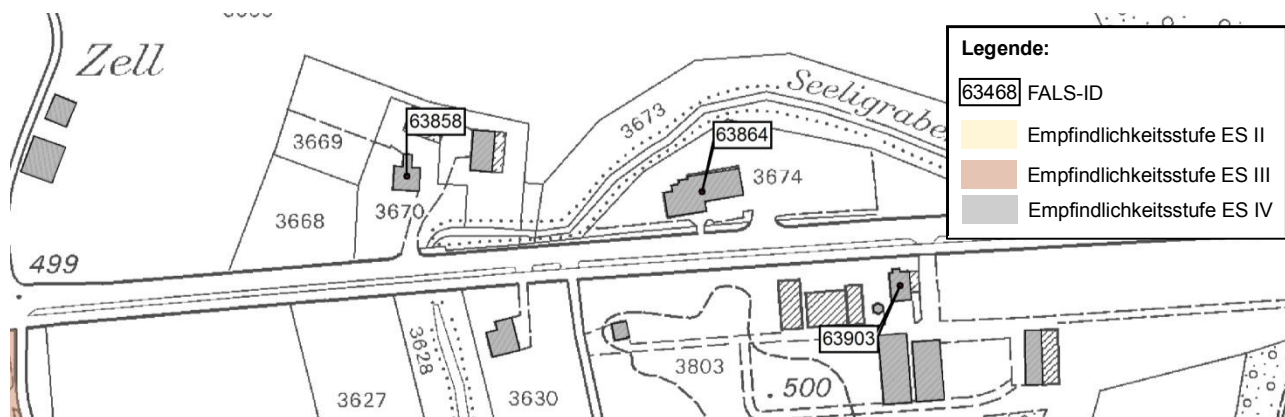 Zell
3669
63858
3668
3670
3673
Seeligrabe
63864
3674
499
3628
3627
3630
3803
63903
500
Legende:
63468 FALS-ID
Empfindlichkeitsstufe ES II
Empfindlichkeitsstufe ES III
Empfindlichkeitsstufe ES IV